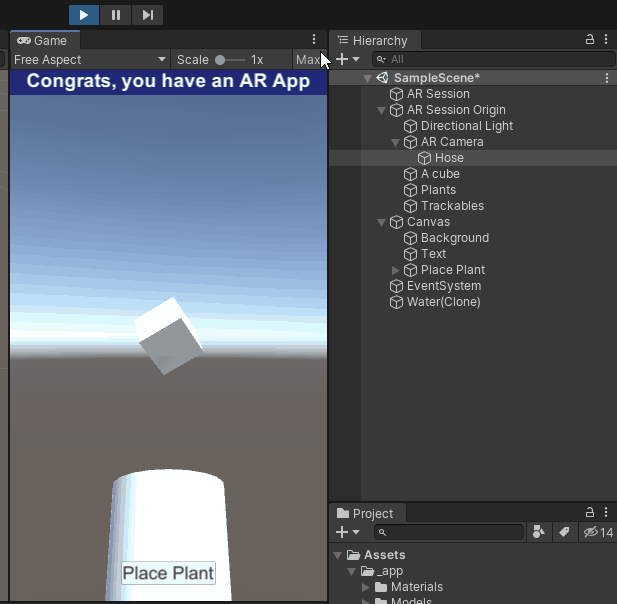 Game
Free Aspect Scale 1x Max
Congrats, you have an AR App
Place Plant
Hierarchy
All
SampleScene*
AR Session
AR Session Origin
Directional Light
AR Camera
Hose
A cube
Plants
Trackables
Canvas
Background
Text
Place Plant
EventSystem
Water(Clone)
Project
14
Assets
_app
Materials
Models